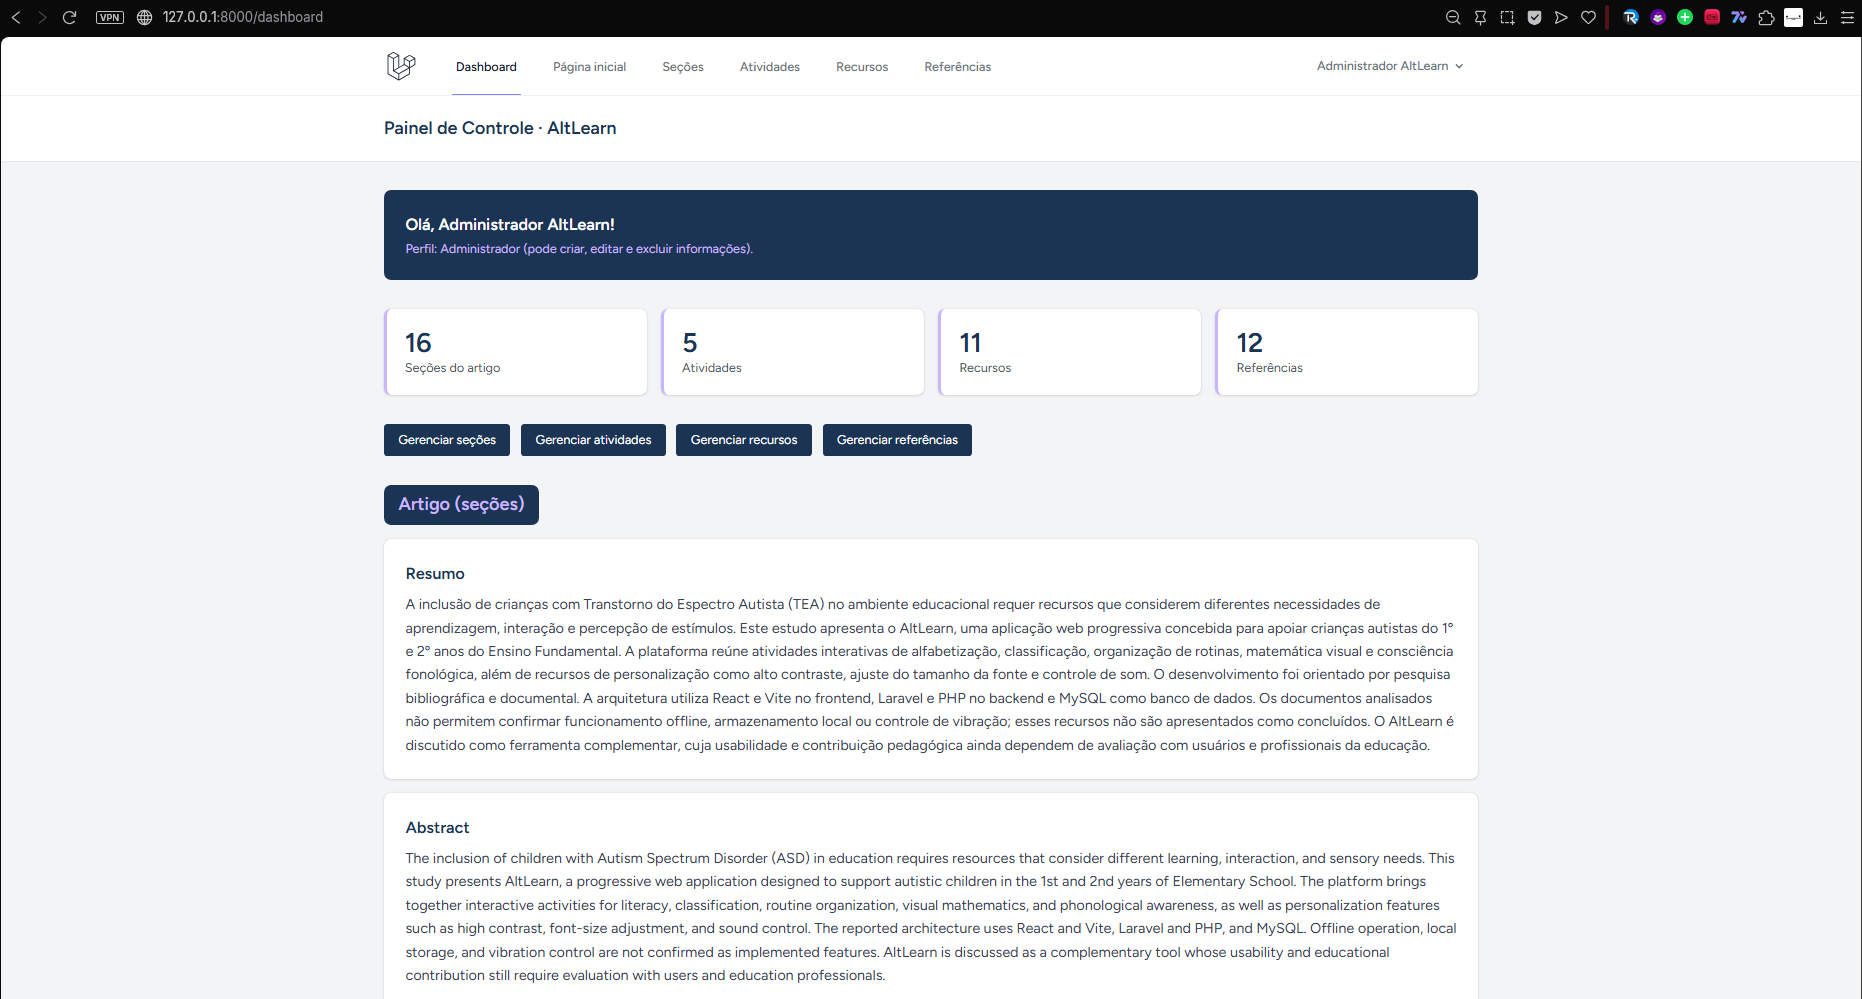 VPN
127.0.0.1:8000/dashboard
Dashboard
Página inicial
Seções
Atividades
Recursos
Referências
Administrador AltLearn
Painel de Controle · AltLearn
Olá, Administrador AltLearn!
Perfil: Administrador (pode criar, editar e excluir informações).
16
Seções do artigo
5
Atividades
11
Recursos
12
Referências
Gerenciar seções
Gerenciar atividades
Gerenciar recursos
Gerenciar referências
Artigo (seções)
Resumo
A inclusão de crianças com Transtorno do Espectro Autista (TEA) no ambiente educacional requer recursos que considerem diferentes necessidades de
aprendizagem, interação e percepção de estímulos. Este estudo apresenta o AltLearn, uma aplicação web progressiva concebida para apoiar crianças autistas do 1º
e 2º anos do Ensino Fundamental. A plataforma reúne atividades interativas de alfabetização, classificação, organização de rotinas, matemática visual e consciência
fonológica, além de recursos de personalização como alto contraste, ajuste do tamanho da fonte e controle de som. O desenvolvimento foi orientado por pesquisa
bibliográfica e documental. A arquitetura utiliza React e Vite no frontend, Laravel e PHP no backend e MySQL como banco de dados. Os documentos analisados
não permitem confirmar funcionamento offline, armazenamento local ou controle de vibração; esses recursos não são apresentados como concluídos. O AltLearn é
discutido como ferramenta complementar, cuja usabilidade e contribuição pedagógica ainda dependem de avaliação com usuários e profissionais da educação.
Abstract
The inclusion of children with Autism Spectrum Disorder (ASD) in education requires resources that consider different learning, interaction, and sensory needs. This
study presents AltLearn, a progressive web application designed to support autistic children in the 1st and 2nd years of Elementary School. The platform brings
together interactive activities for literacy, classification, routine organization, visual mathematics, and phonological awareness, as well as personalization features
such as high contrast, font-size adjustment, and sound control. The reported architecture uses React and Vite, Laravel and PHP, and MySQL. Offline operation, local
storage, and vibration control are not confirmed as implemented features. AltLearn is discussed as a complementary tool whose usability and educational
contribution still require evaluation with users and education professionals.